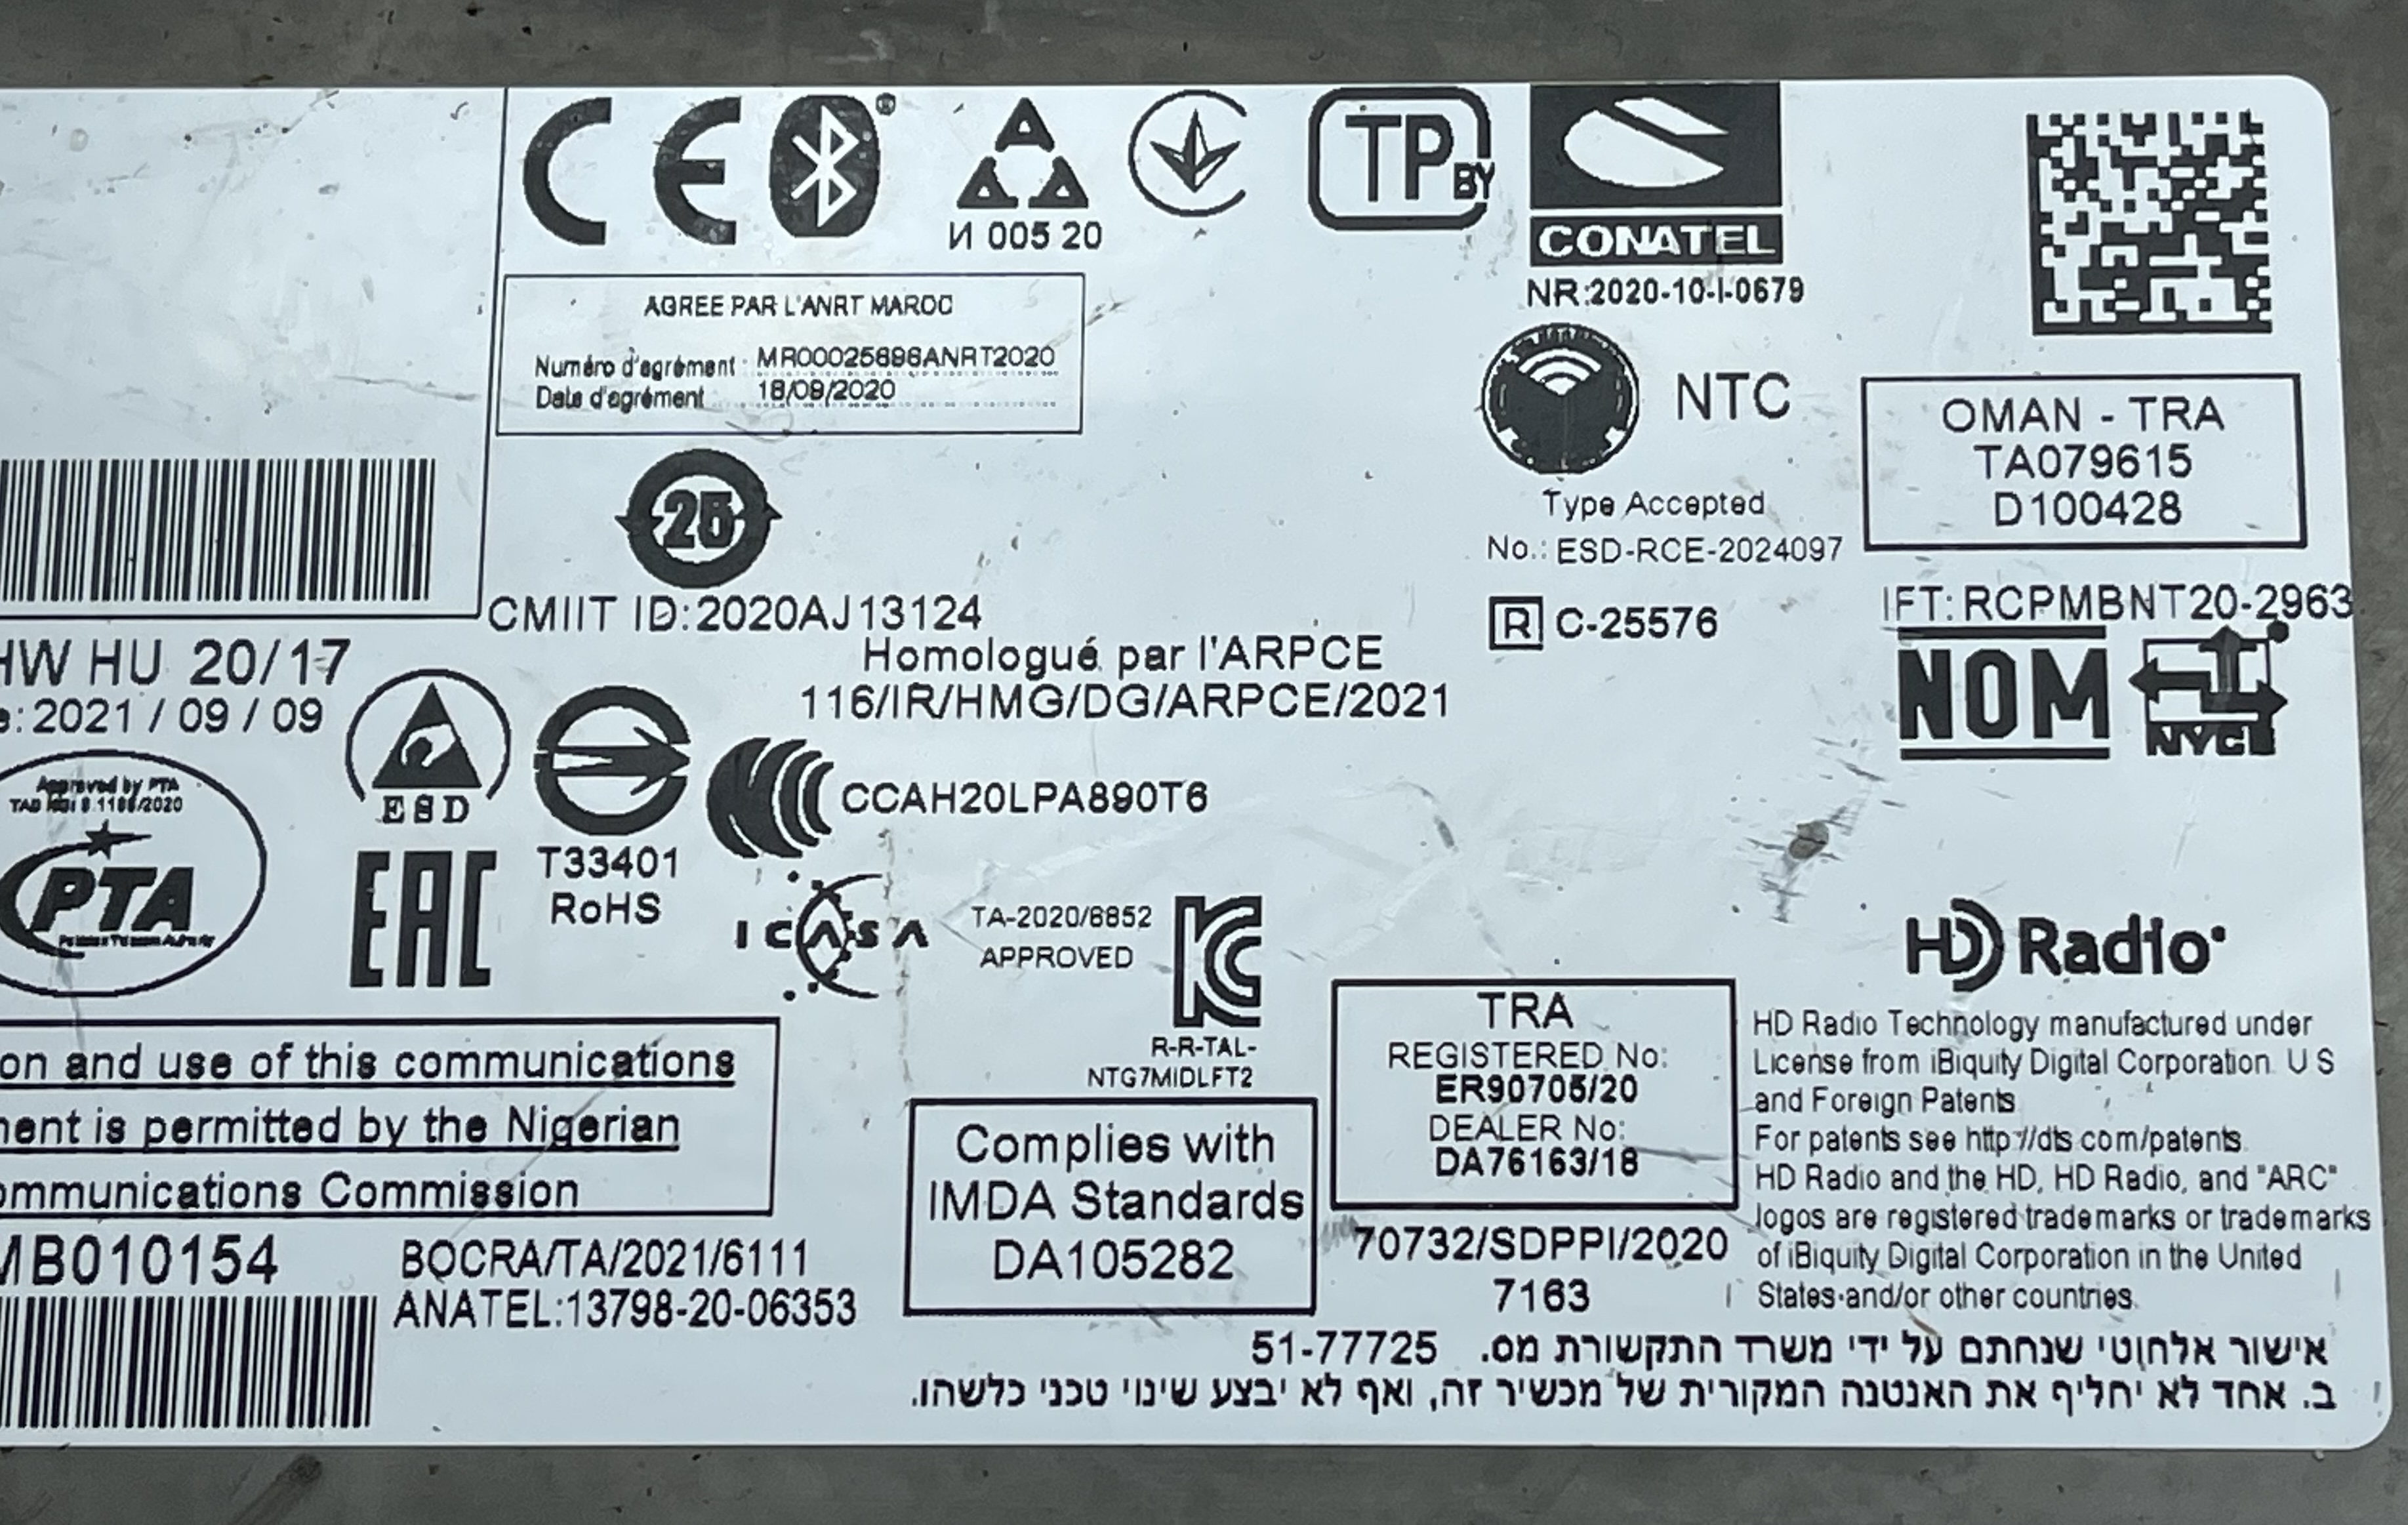 CE
И 005 20
TP BY
CONATEL
NR:2020-10-I-0679
AGREE PAR L'ANRT MAROC
Numéro d'agrément : MR00025696ANRT2020
Date d'agrément 18/09/2020
NTC
Type Accepted
No.: ESD-RCE-2024097
R C-25576
OMAN - TRA
TA079615
D100428
IFT: RCPMBNT20-2963
NOM
NYCE
25
CMIIT ID:2020AJ13124
Homologué par l'ARPCE
116/IR/HMG/DG/ARPCE/2021
HW HU 20/17
2021 / 09 / 09
ESD
Approved by PTA
PTA
EAC
T33401
RoHS
CCAH20LPA890T6
ICASA
TA-2020/6852
APPROVED
KC
R-R-TAL-
NTG7MIDLFT2
on and use of this communications
is permitted by the Nigerian
Commission
MB010154
BOCRA/TA/2021/6111
ANATEL:13798-20-06353
Complies with
IMDA Standards
DA105282
TRA
REGISTERED No:
ER90705/20
DEALER No:
DA76163/18
70732/SDPPI/2020
7163
HD Radio
HD Radio Technology manufactured under
License from iBiquity Digital Corporation. U S
and Foreign Patents
For patents see http://dts.com/patents.
HD Radio and the HD, HD Radio, and "ARC"
logos are registered trademarks or trademarks
of iBiquity Digital Corporation in the United
States and/or other countries.
אישור אלחוטי שנחתם על ידי משרד התקשורת מס. 51-77725
ב. אחד לא יחליף את האנטנה המקורית של מכשיר זה, ואף לא יבצע שינוי טכני כלשהו.